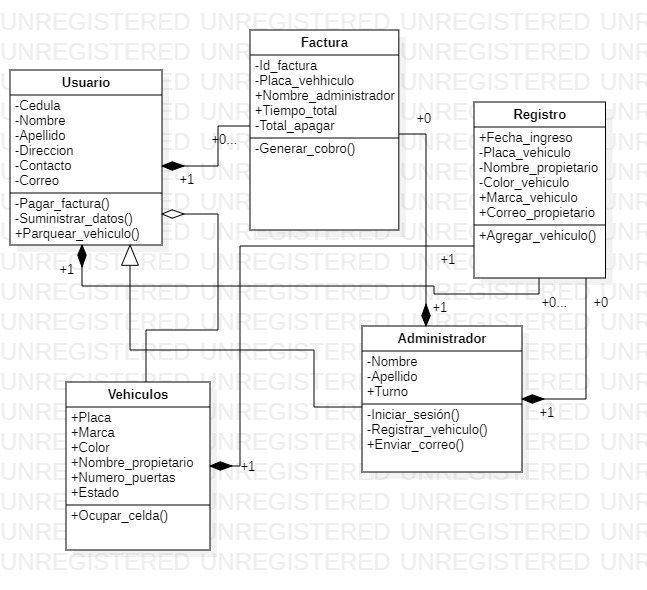 Factura
-Id_factura
-Placa_vehhiculo
+Nombre_administrador
+Tiempo_total
-Total_apagar
-Generar_cobro()
Usuario
-Cedula
-Nombre
-Apellido
-Direccion
-Contacto
-Correo
-Pagar_factura()
-Suministrar_datos()
+Parquear_vehiculo()
+0...
+1
+0
Registro
+Fecha_ingreso
-Placa_vehiculo
-Nombre_propietario
-Color_vehiculo
+Marca_vehiculo
+Correo_propietario
+Agregar_vehiculo()
+1
+1
+0...
+0
+1
Administrador
-Nombre
-Apellido
+Turno
-Iniciar_sesión()
-Registrar_vehiculo()
+Enviar_correo()
+1
Vehiculos
+Placa
+Marca
+Color
+Nombre_propietario
+Numero_puertas
+Estado
+Ocupar_celda()
+1
UNREGISTERED UNREGISTERED UNREGISTERED